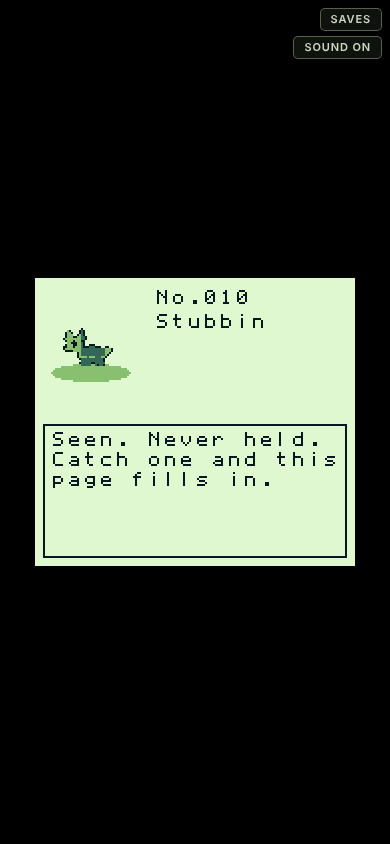 SAVES
SOUND ON
No.010
Stubbin
Seen. Never held.
Catch one and this
page fills in.